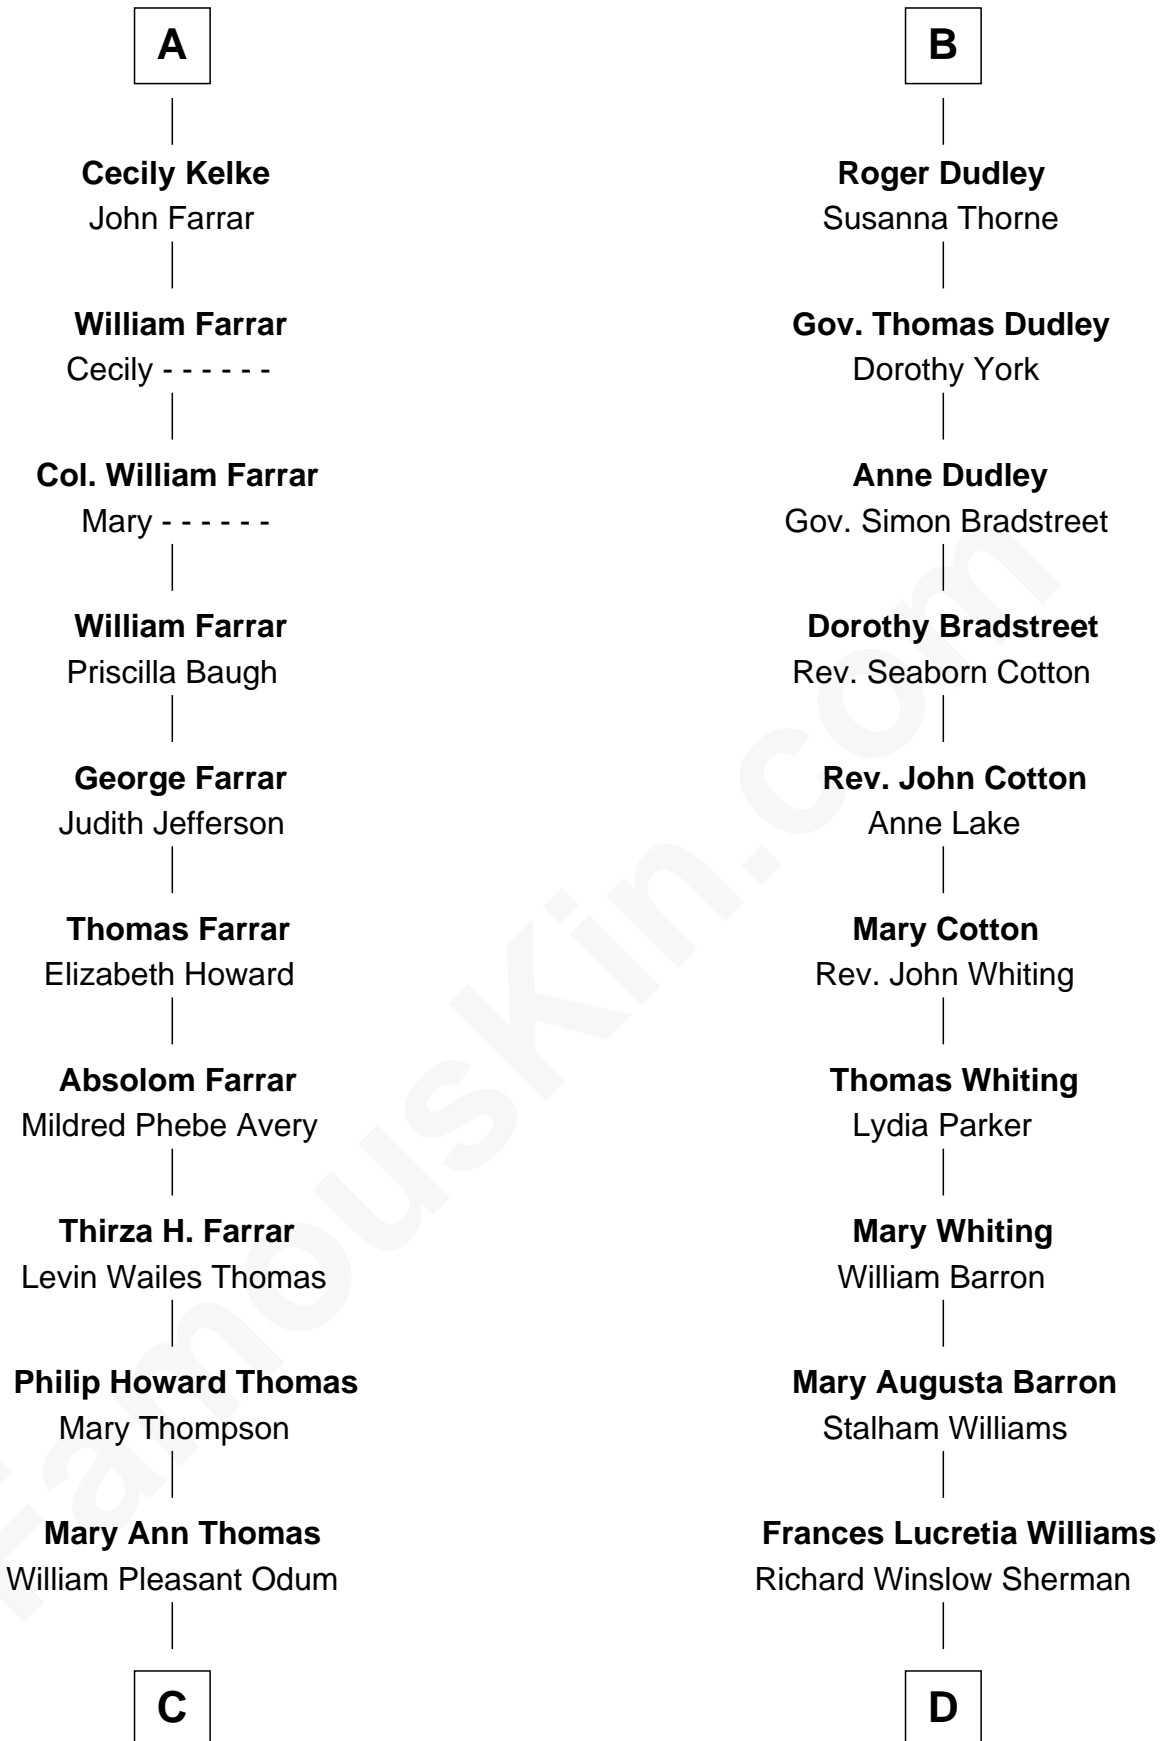 A
Cecily Kelke
John Farrar
William Farrar
Cecily - - - - - -
Col. William Farrar
Mary - - - - - -
William Farrar
Priscilla Baugh
George Farrar
Judith Jefferson
Thomas Farrar
Elizabeth Howard
Absolom Farrar
Mildred Phebe Avery
Thirza H. Farrar
Levin Wailes Thomas
Philip Howard Thomas
Mary Thompson
Mary Ann Thomas
William Pleasant Odum
C
B
Roger Dudley
Susanna Thorne
Gov. Thomas Dudley
Dorothy York
Anne Dudley
Gov. Simon Bradstreet
Dorothy Bradstreet
Rev. Seaborn Cotton
Rev. John Cotton
Anne Lake
Mary Cotton
Rev. John Whiting
Thomas Whiting
Lydia Parker
Mary Whiting
William Barron
Mary Augusta Barron
Stalham Williams
Frances Lucretia Williams
Richard Winslow Sherman
D
FamousKin.com